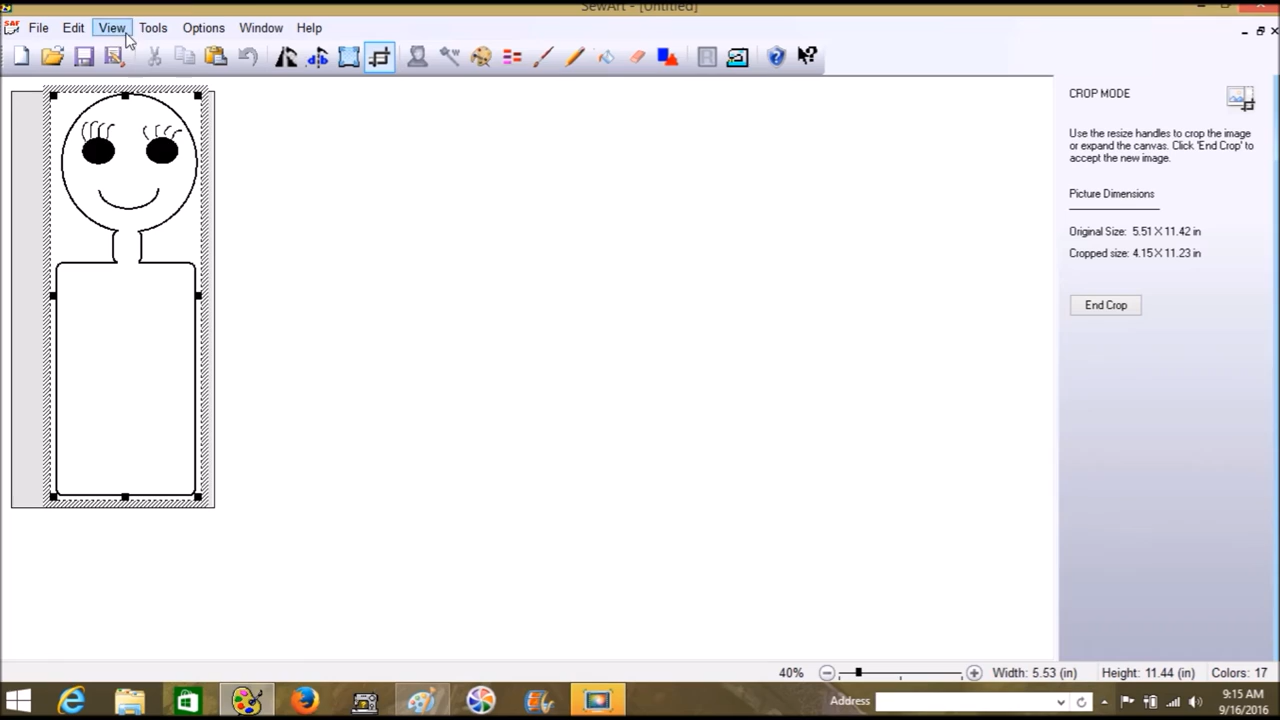 SewArt - [Untitled]
File Edit View Tools Options Window Help
CROP MODE
Use the resize handles to crop the image
or expand the canvas. Click 'End Crop' to
accept the new image.
Picture Dimensions
Original Size: 5.51 X 11.42 in
Cropped size: 4.15 X 11.23 in
End Crop
40% Width: 5.53 (in) Height: 11.44 (in) Colors: 17
Address
9:15 AM
9/16/2016